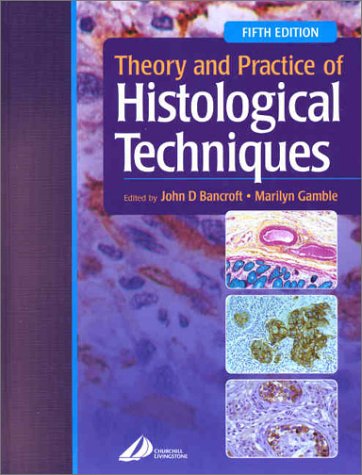 FIFTH EDITION
Theory and Practice of
Histological
Techniques
Edited by John D Bancroft • Marilyn Gamble
CHURCHILL
LIVINGSTONE